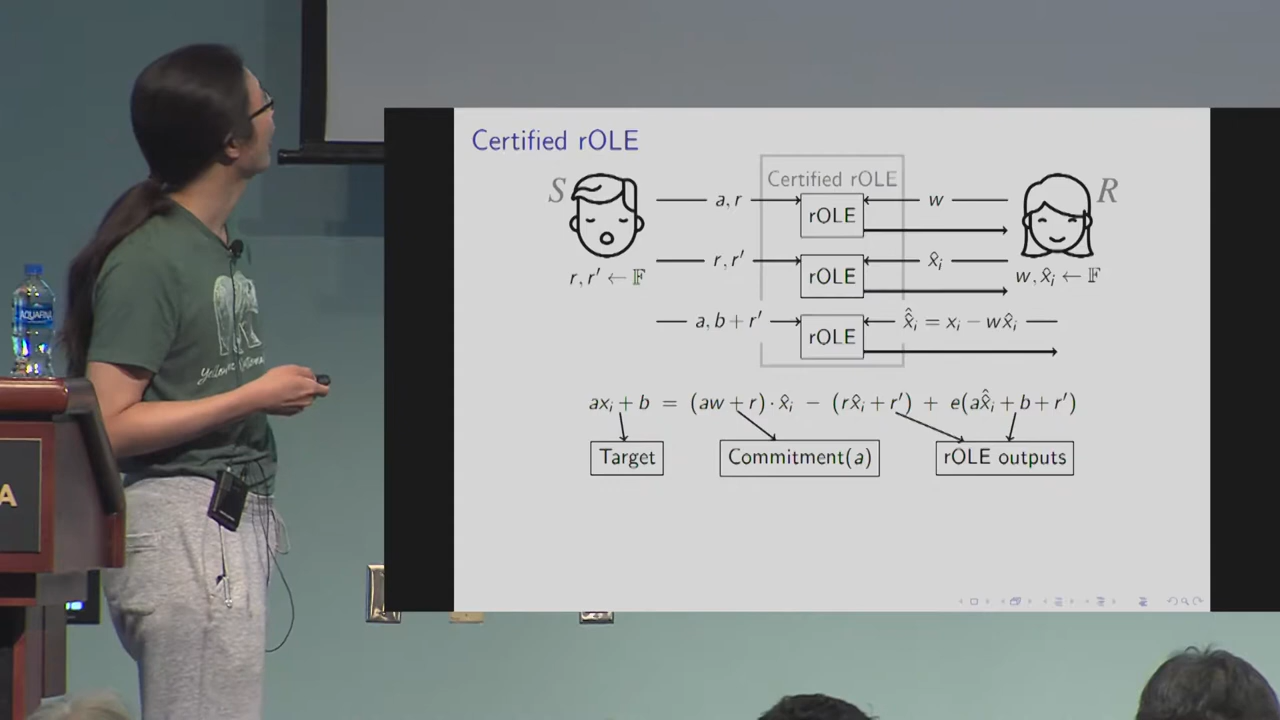 Certified rOLE
Certified rOLE
S — a, r → rOLE ← w — R
r, r′ ← 𝔽
r, r′ → rOLE ← x̂ᵢ
w, x̂ᵢ ← 𝔽
a, b + r′ → rOLE ← x̂̂ᵢ = xᵢ − wx̂ᵢ
axᵢ + b = (aw + r) · x̂ᵢ − (rx̂ᵢ + r′) + e(ax̂̂ᵢ + b + r′)
Target
Commitment(a)
rOLE outputs
AQUAFINA
A